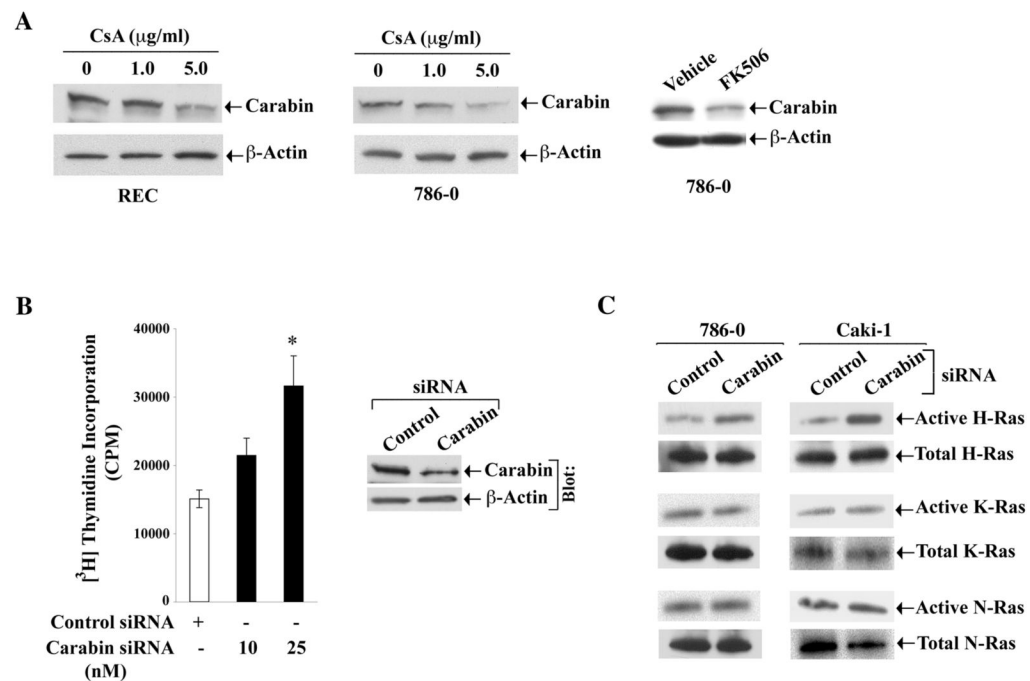 A
CsA (μg/ml)
0 1.0 5.0
←Carabin
←β-Actin
REC
CsA (μg/ml)
0 1.0 5.0
←Carabin
←β-Actin
786-0
Vehicle FK506
←Carabin
←β-Actin
786-0
B
[³H] Thymidine Incorporation
(CPM)
40000
30000
20000
10000
0
*
Control siRNA + - -
Carabin siRNA - 10 25
(nM)
siRNA
Control Carabin
←Carabin
←β-Actin
Blot:
C
786-0 Caki-1
Control Carabin Control Carabin
siRNA
←Active H-Ras
←Total H-Ras
←Active K-Ras
←Total K-Ras
←Active N-Ras
←Total N-Ras